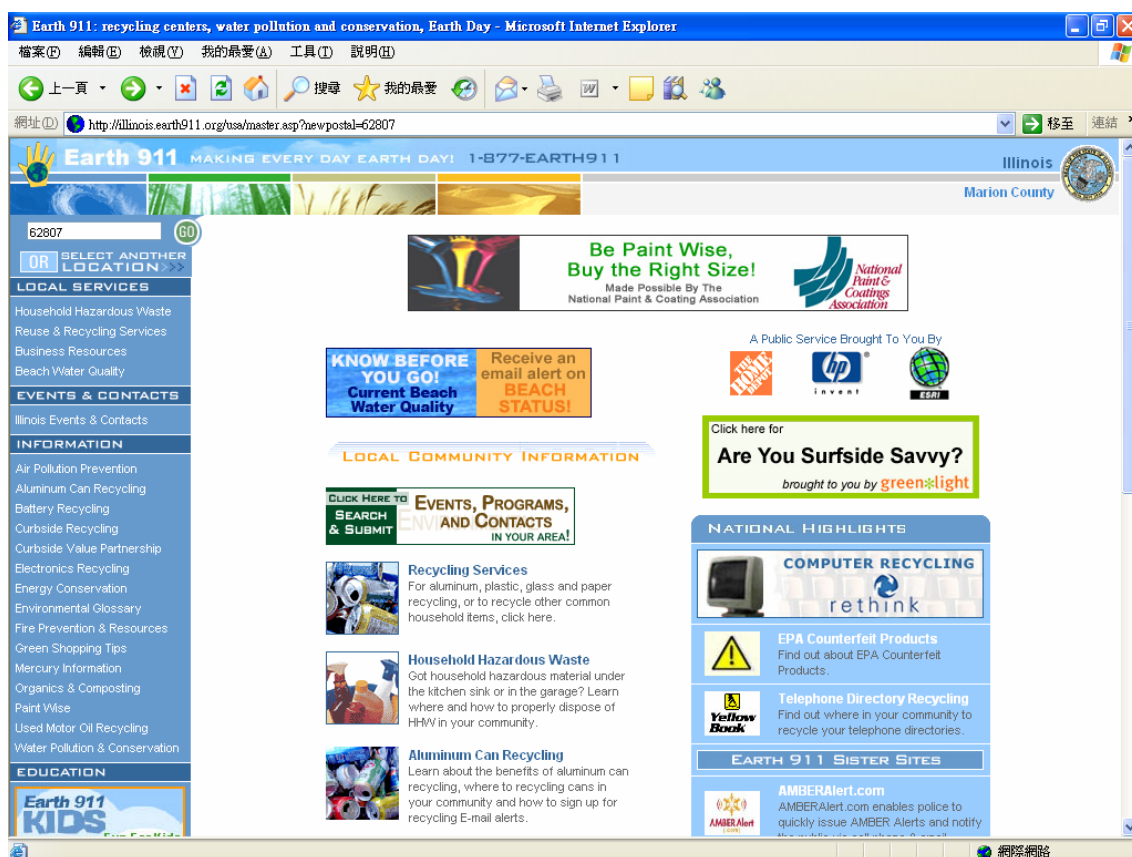 Earth 911: recycling centers, water pollution and conservation, Earth Day - Microsoft Internet Explorer
檔案(F) 編輯(E) 檢視(V) 我的最愛(A) 工具(T) 說明(H)
上一頁 搜尋 我的最愛
網址(D) http://illinois.earth911.org/usa/master.asp?newpostal=62807 移至 連結
Earth 911 MAKING EVERY DAY EARTH DAY! 1-877-EARTH911
Illinois
Marion County
62807 GO
OR SELECT ANOTHER
LOCATION>>>
LOCAL SERVICES
Household Hazardous Waste
Reuse & Recycling Services
Business Resources
Beach Water Quality
EVENTS & CONTACTS
Illinois Events & Contacts
INFORMATION
Air Pollution Prevention
Aluminum Can Recycling
Battery Recycling
Curbside Recycling
Curbside Value Partnership
Electronics Recycling
Energy Conservation
Environmental Glossary
Fire Prevention & Resources
Green Shopping Tips
Mercury Information
Organics & Composting
Paint Wise
Used Motor Oil Recycling
Water Pollution & Conservation
EDUCATION
Earth 911
KIDS
Fun For Kids
Be Paint Wise,
Buy the Right Size!
Made Possible By The
National Paint & Coating Association
National
Paint &
Coatings
Association
KNOW BEFORE
YOU GO!
Current Beach
Water Quality
Receive an
email alert on
BEACH
STATUS!
LOCAL COMMUNITY INFORMATION
CLICK HERE TO
SEARCH
& SUBMIT
EVENTS, PROGRAMS,
AND CONTACTS
IN YOUR AREA!
Recycling Services
For aluminum, plastic, glass and paper
recycling, or to recycle other common
household items, click here.
Household Hazardous Waste
Got household hazardous material under
the kitchen sink or in the garage? Learn
where and how to properly dispose of
HHW in your community.
Aluminum Can Recycling
Learn about the benefits of aluminum can
recycling, where to recycling cans in
your community and how to sign up for
recycling E-mail alerts.
A Public Service Brought To You By
THE HOME DEPOT
hp
invent
ESRI
Click here for
Are You Surfside Savvy?
brought to you by green*light
NATIONAL HIGHLIGHTS
COMPUTER RECYCLING
rethink
EPA Counterfeit Products
Find out about EPA Counterfeit
Products.
Yellow
Book
Telephone Directory Recycling
Find out where in your community to
recycle your telephone directories.
EARTH 911 SISTER SITES
AMBER Alert
.com
AMBERAlert.com
AMBERAlert.com enables police to
quickly issue AMBER Alerts and notify
the public via cell phone & email
網際網路